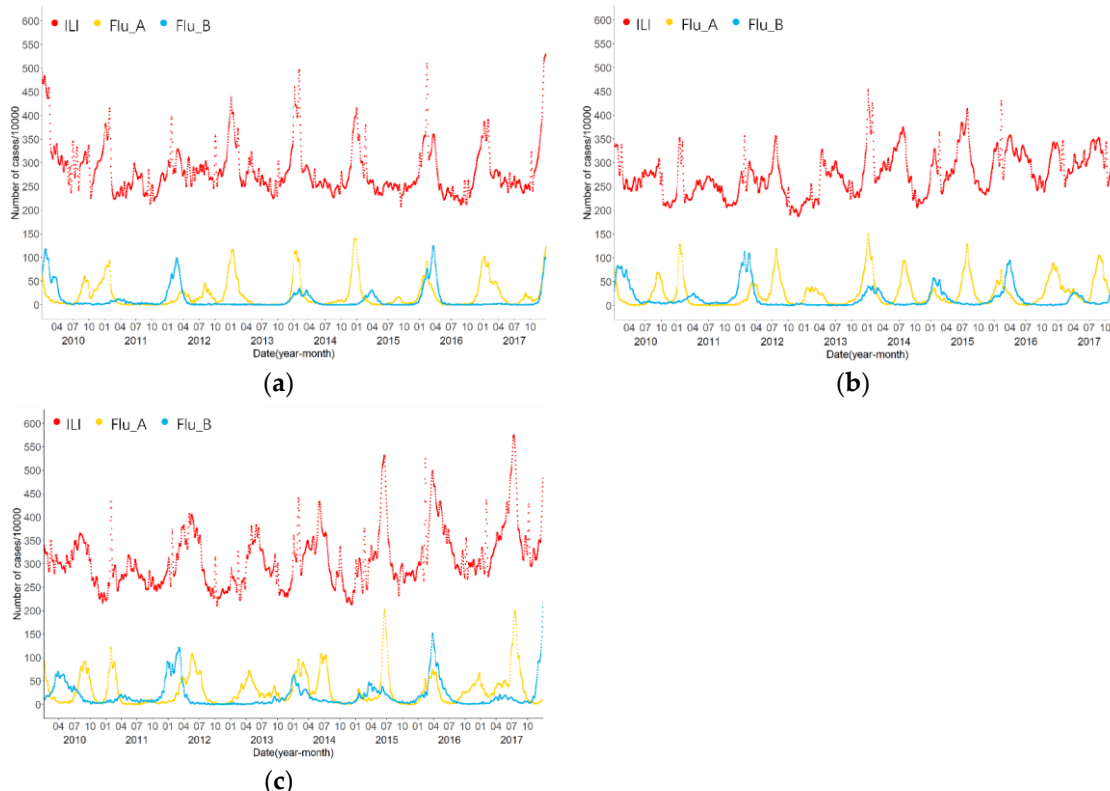 ILI Flu_A Flu_B
Number of cases/10000
600
550
500
450
400
350
300
250
200
150
100
50
0
04 07 10 01 04 07 10 01 04 07 10 01 04 07 10 01 04 07 10 01 04 07 10 01 04 07 10 01 04 07 10
2010 2011 2012 2013 2014 2015 2016 2017
Date(year-month)
(a)
ILI Flu_A Flu_B
Number of cases/10000
600
550
500
450
400
350
300
250
200
150
100
50
0
04 07 10 01 04 07 10 01 04 07 10 01 04 07 10 01 04 07 10 01 04 07 10 01 04 07 10 01 04 07 10
2010 2011 2012 2013 2014 2015 2016 2017
Date(year-month)
(b)
ILI Flu_A Flu_B
Number of cases/10000
600
550
500
450
400
350
300
250
200
150
100
50
0
04 07 10 01 04 07 10 01 04 07 10 01 04 07 10 01 04 07 10 01 04 07 10 01 04 07 10 01 04 07 10
2010 2011 2012 2013 2014 2015 2016 2017
Date(year-month)
(c)